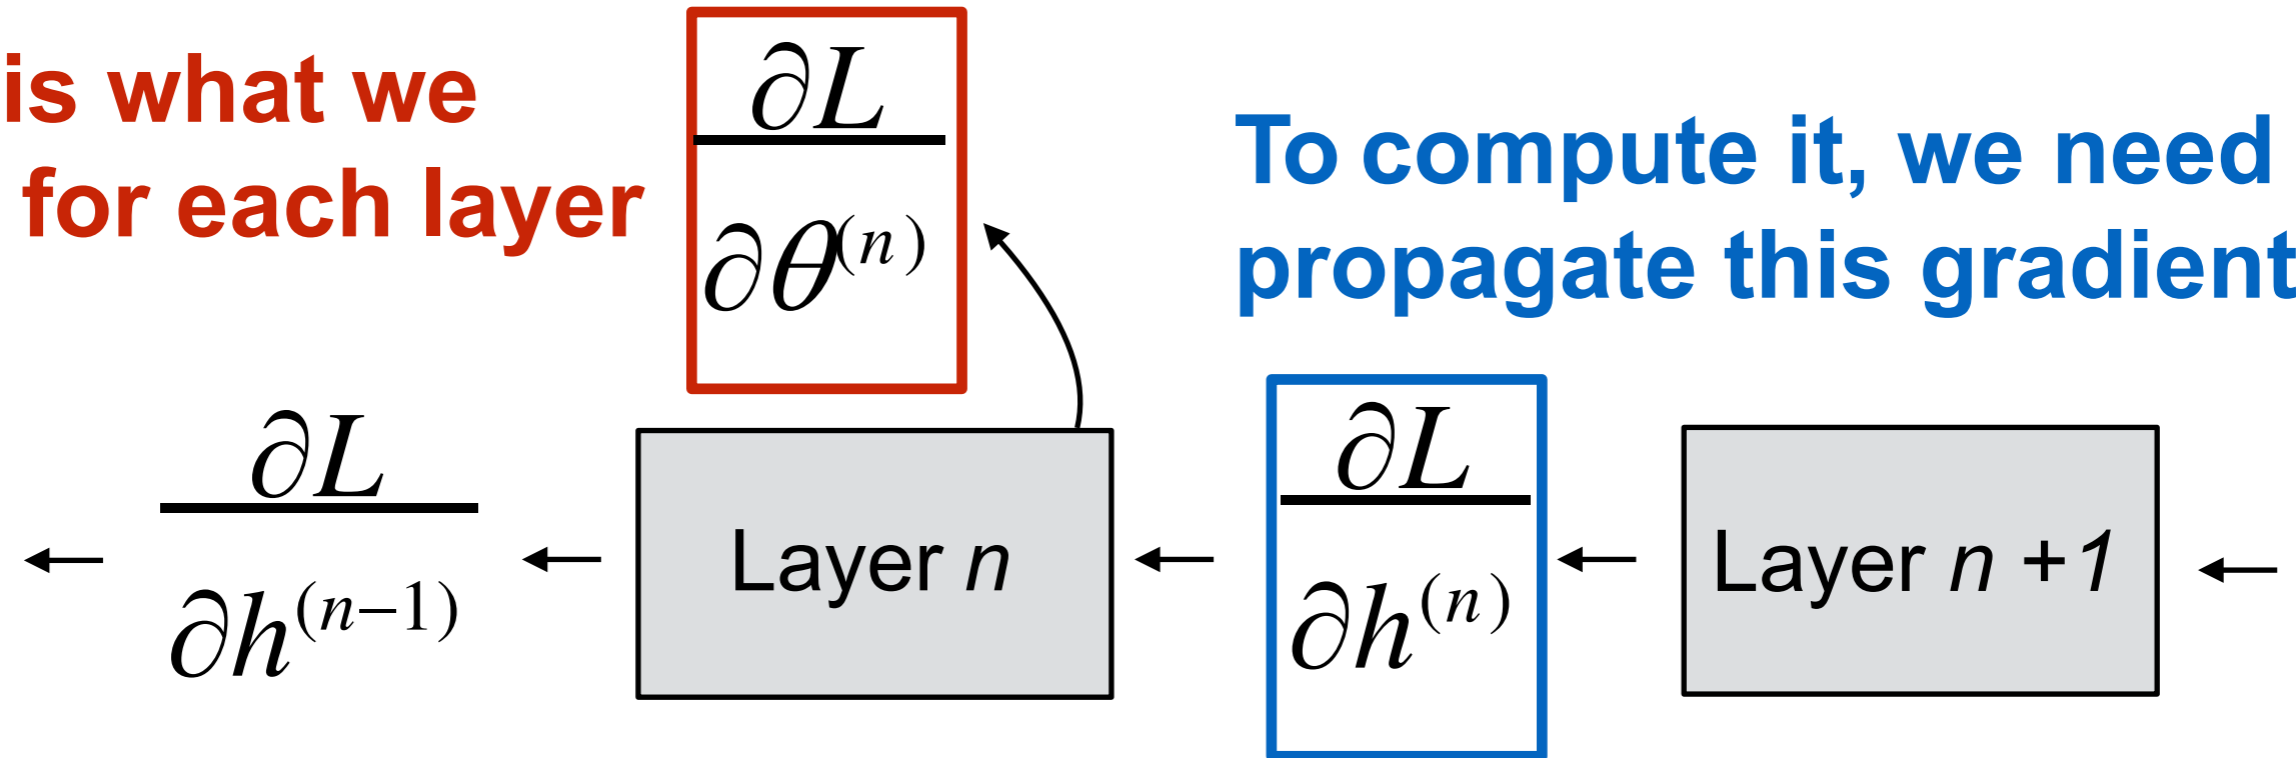 is what we
for each layer
∂L
∂θ^(n)
To compute it, we need
propagate this gradient
∂L
∂h^(n−1)
Layer n
∂L
∂h^(n)
Layer n +1